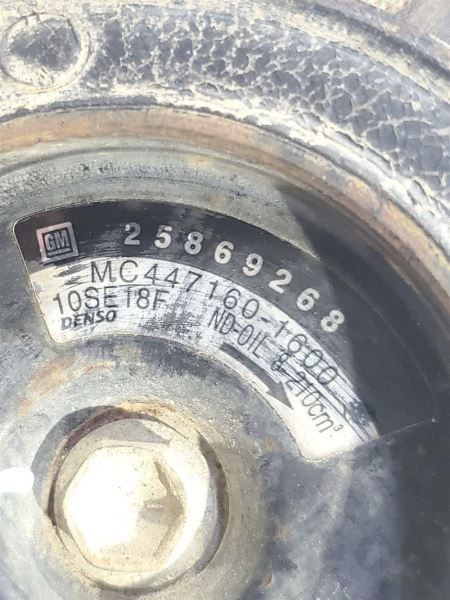 GM 25869268
MC447160-1600
10SE18F ND-OIL 8 210cm³
DENSO